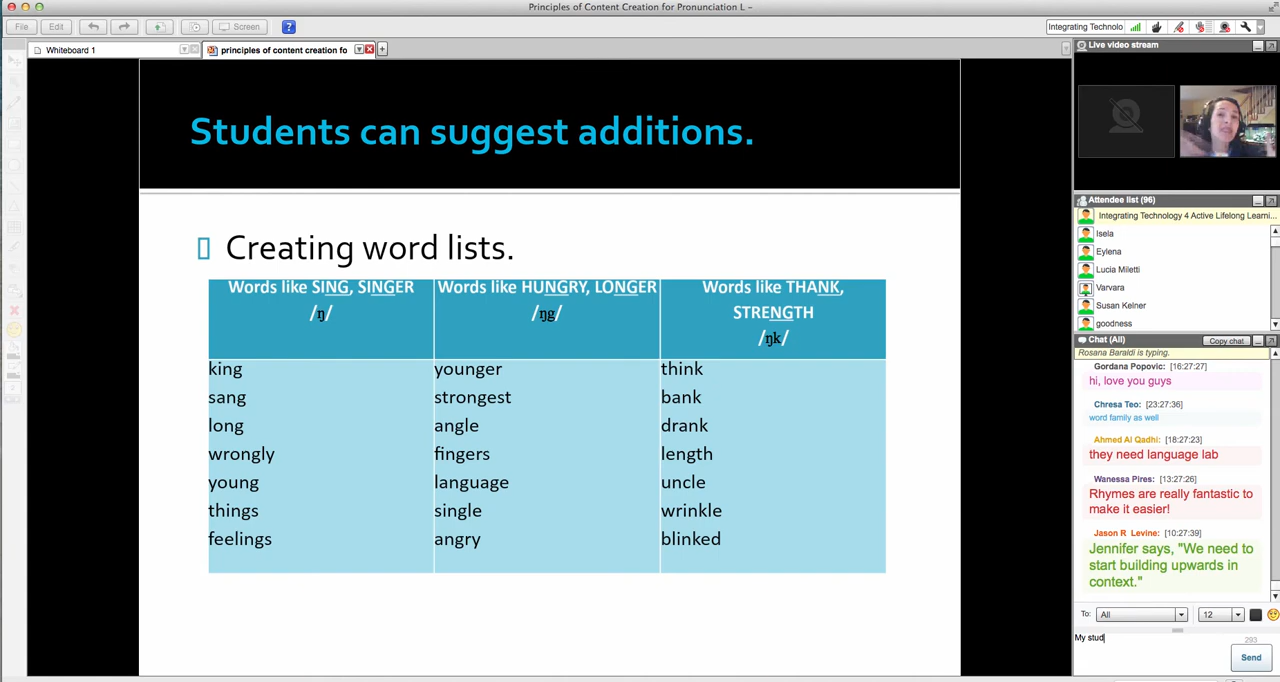 Principles of Content Creation for Pronunciation L -
File
Edit
Screen
?
Integrating Technolo
Whiteboard 1
principles of content creation fo
Live video stream
Students can suggest additions.
Creating word lists.
Words like SING, SINGER
/ŋ/
Words like HUNGRY, LONGER
/ŋg/
Words like THANK,
STRENGTH
/ŋk/
king
sang
long
wrongly
young
things
feelings
younger
strongest
angle
fingers
language
single
angry
think
bank
drank
length
uncle
wrinkle
blinked
Attendee list (96)
Integrating Technology 4 Active Lifelong Learni...
Isela
Eylena
Lucia Miletti
Varvara
Susan Kelner
goodness
Chat (All)
Copy chat
Rosana Baraldi is typing.
Gordana Popovic: [16:27:27]
hi, love you guys
Chresa Teo: [23:27:36]
word family as well
Ahmed Al Qadhi: [18:27:23]
they need language lab
Wanessa Pires: [13:27:26]
Rhymes are really fantastic to
make it easier!
Jason R Levine: [10:27:39]
Jennifer says, "We need to
start building upwards in
context."
To:
All
12
My stud
293
Send